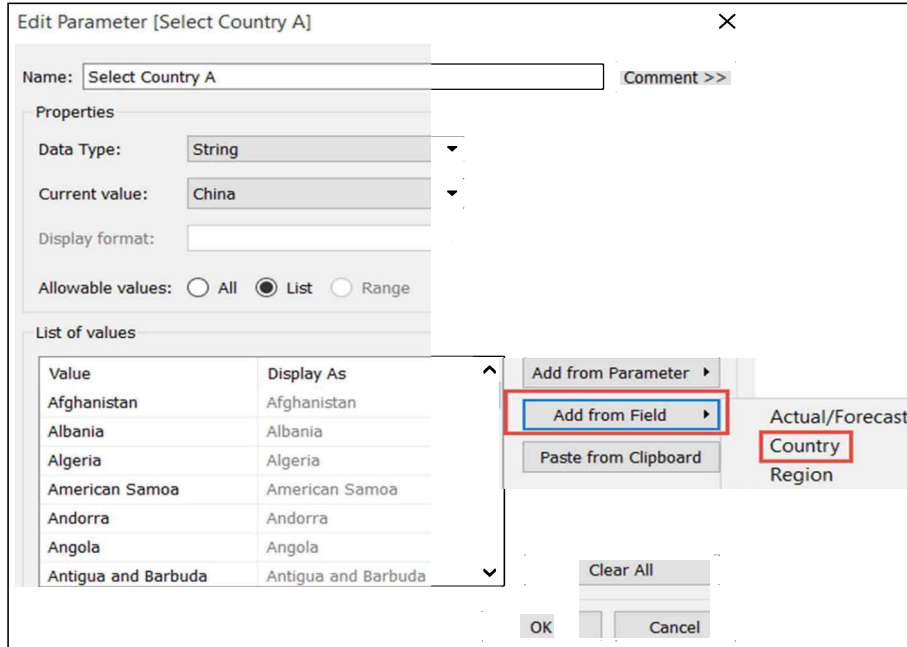 Edit Parameter [Select Country A]
Name: Select Country A Comment >>
Properties
Data Type: String
Current value: China
Display format:
Allowable values: All List Range
List of values
Value Display As
Afghanistan Afghanistan
Albania Albania
Algeria Algeria
American Samoa American Samoa
Andorra Andorra
Angola Angola
Antigua and Barbuda Antigua and Barbuda
Add from Parameter
Add from Field
Paste from Clipboard
Actual/Forecast
Country
Region
Clear All
OK Cancel